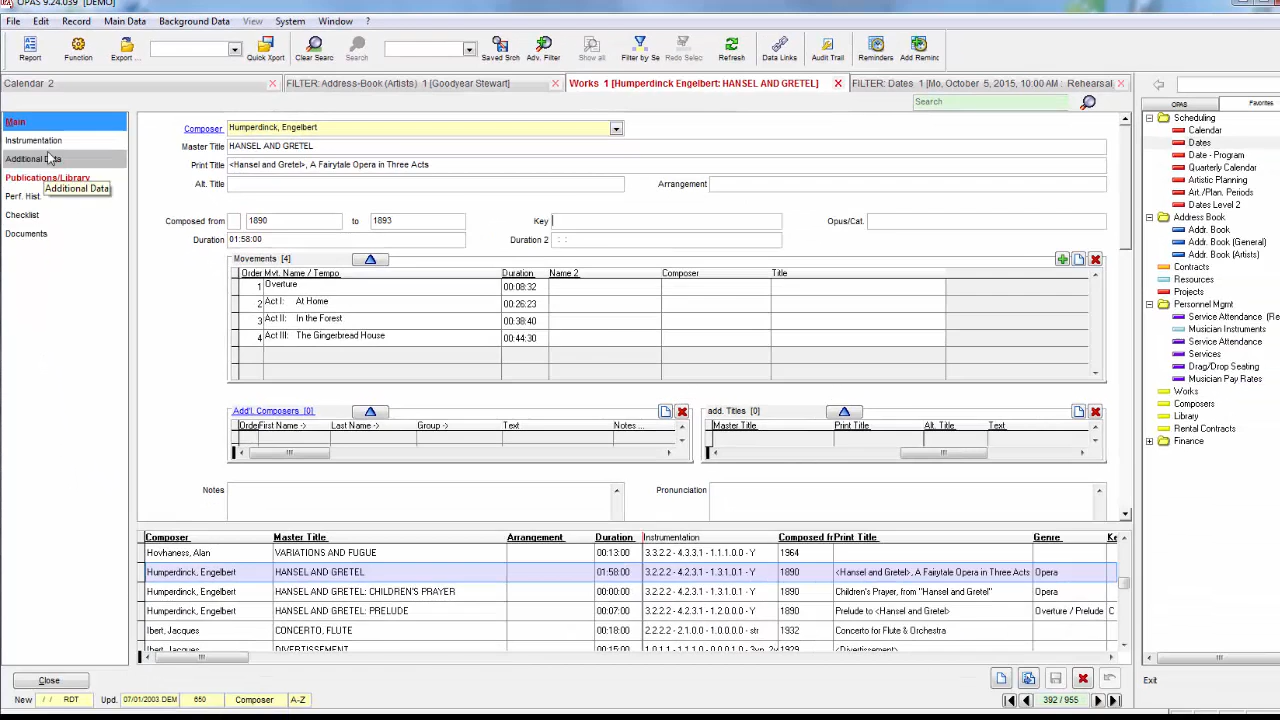 OPAS 9.24.039 [DEMO]
File Edit Record Main Data Background Data View System Window ?
Report Function Export ... Quick Xport Clear Searc Search Saved Srch Adv. Filter Show all Filter by Se Redo Selec Refresh Data Links Audit Trail Reminders Add Reminc
Calendar 2 FILTER: Address-Book (Artists) 1 [Goodyear Stewart] Works 1 [Humperdinck Engelbert: HANSEL AND GRETEL] FILTER: Dates 1 [Mo, October 5, 2015, 10:00 AM : Rehearsal
Search
OPAS Favorites
Main
Instrumentation
Additional Data
Publications/Library
Additional Data
Perf. Hist.
Checklist
Documents
Composer Humperdinck, Engelbert
Master Title HANSEL AND GRETEL
Print Title <Hansel and Gretel>, A Fairytale Opera in Three Acts
Alt. Title Arrangement
Composed from 1890 to 1893 Key Opus/Cat.
Duration 01:58:00 Duration 2 : :
Movements [4]
Order Mvt. Name / Tempo Duration Name 2 Composer Title
1 Overture 00:08:32
2 Act I: At Home 00:26:23
3 Act II: In the Forest 00:38:40
4 Act III: The Gingerbread House 00:44:30
Add'l. Composers [0] add. Titles [0]
Order First Name -> Last Name -> Group -> Text Notes ... Master Title Print Title Alt. Title Text
Notes Pronunciation
Composer Master Title Arrangement Duration Instrumentation Composed fr Print Title Genre Ke
Hovhaness, Alan VARIATIONS AND FUGUE 00:13:00 3.3.2.2 - 4.3.3.1 - 1.1.1.0.0 - Y 1964
Humperdinck, Engelbert HANSEL AND GRETEL 01:58:00 3.2.2.2 - 4.2.3.1 - 1.3.1.0.1 - Y 1890 <Hansel and Gretel>, A Fairytale Opera in Three Acts Opera
Humperdinck, Engelbert HANSEL AND GRETEL: CHILDREN'S PRAYER 00:00:00 3.2.2.2 - 4.2.3.1 - 1.3.1.0.1 - Y 1890 Children's Prayer, from "Hansel and Gretel" Opera
Humperdinck, Engelbert HANSEL AND GRETEL: PRELUDE 00:07:00 3.2.2.2 - 4.2.3.1 - 1.2.0.0.0 - Y 1890 Prelude to <Hansel and Gretel> Overture / Prelude C
Ibert, Jacques CONCERTO, FLUTE 00:18:00 2.2.2.2 - 2.1.0.0 - 1.0.0.0.0 - str 1932 Concerto for Flute & Orchestra
Ibert, Jacques DIVERTISSEMENT 00:15:00 1929 <Divertissement>
Scheduling
Calendar
Dates
Date - Program
Quarterly Calendar
Artistic Planning
Art./Plan. Periods
Dates Level 2
Address Book
Addr. Book
Addr. Book (General)
Addr. Book (Artists)
Contracts
Resources
Projects
Personnel Mgmt
Service Attendance (Re
Musician Instruments
Service Attendance
Services
Drag/Drop Seating
Musician Pay Rates
Works
Composers
Library
Rental Contracts
Finance
Close
Exit
New / / RDT Upd. 07/01/2003 DEM 650 Composer A-Z 392 / 955